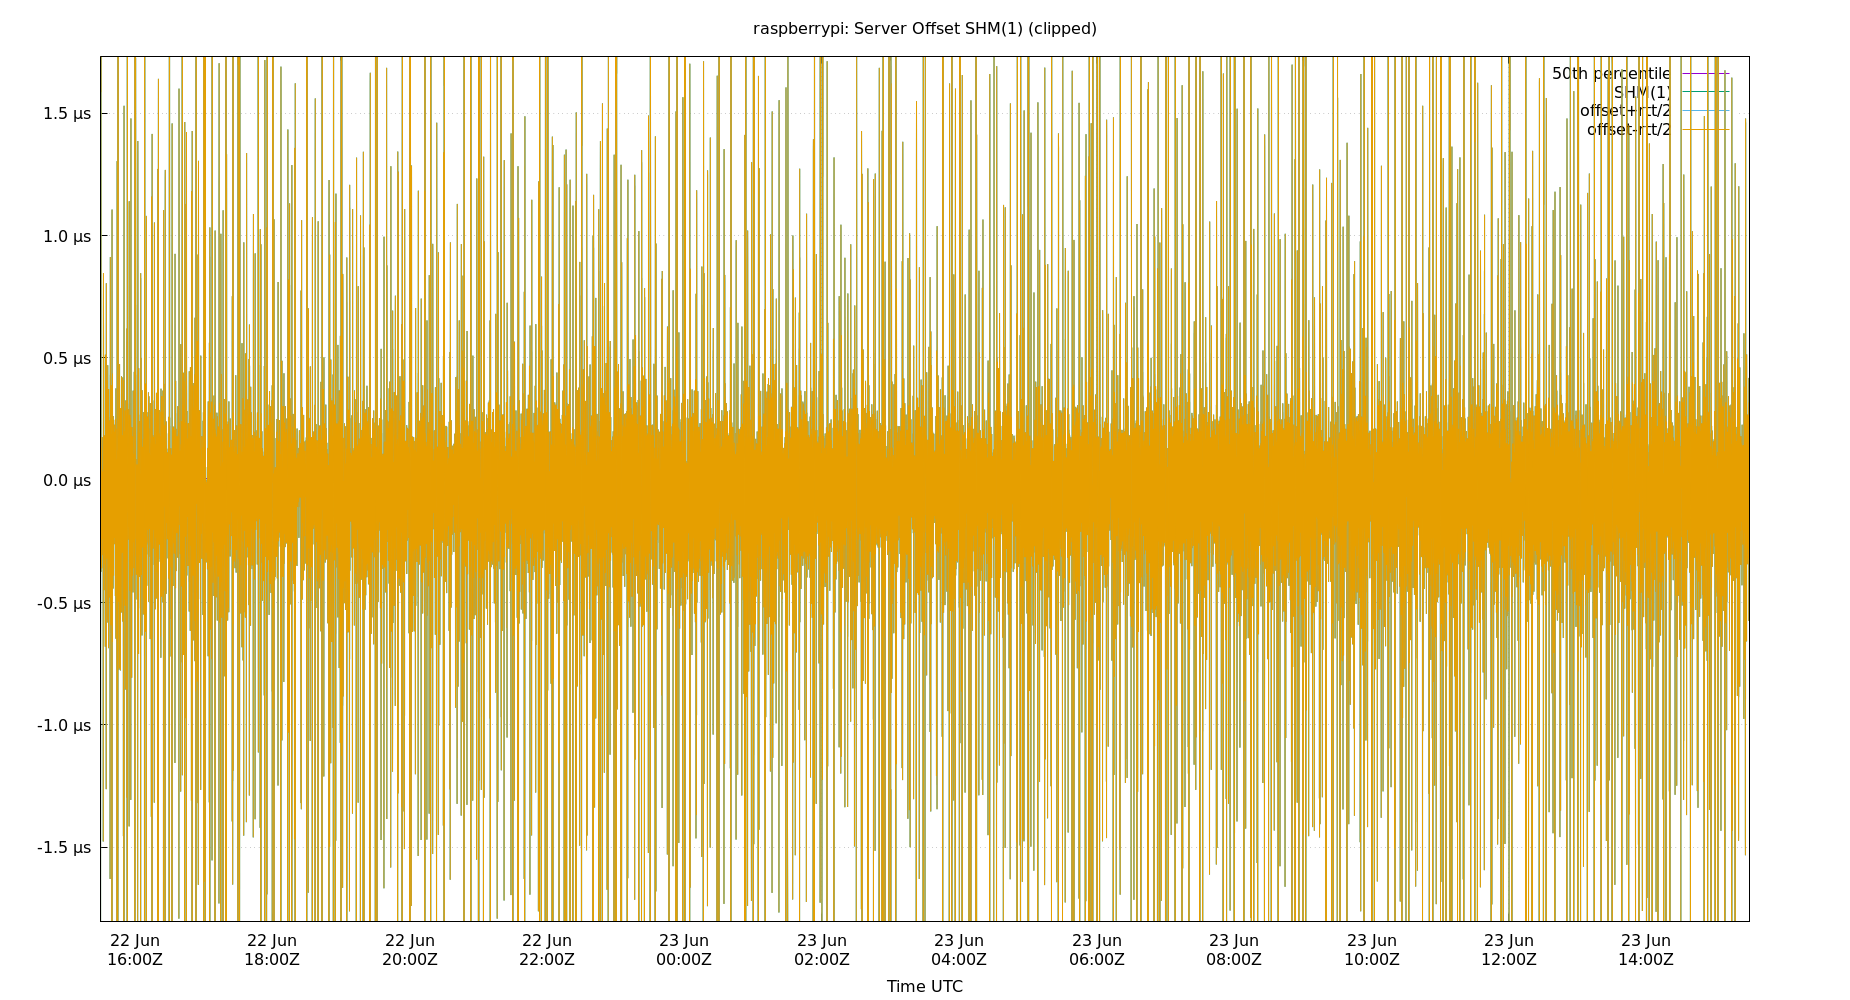 raspberrypi: Server Offset SHM(1) (clipped)
50th percentile
SHM(1)
offset+rtt/2
offset-rtt/2
1.5 μs
1.0 μs
0.5 μs
0.0 μs
-0.5 μs
-1.0 μs
-1.5 μs
22 Jun 22 Jun 22 Jun 22 Jun 23 Jun 23 Jun 23 Jun 23 Jun 23 Jun 23 Jun 23 Jun 23 Jun
16:00Z 18:00Z 20:00Z 22:00Z 00:00Z 02:00Z 04:00Z 06:00Z 08:00Z 10:00Z 12:00Z 14:00Z
Time UTC